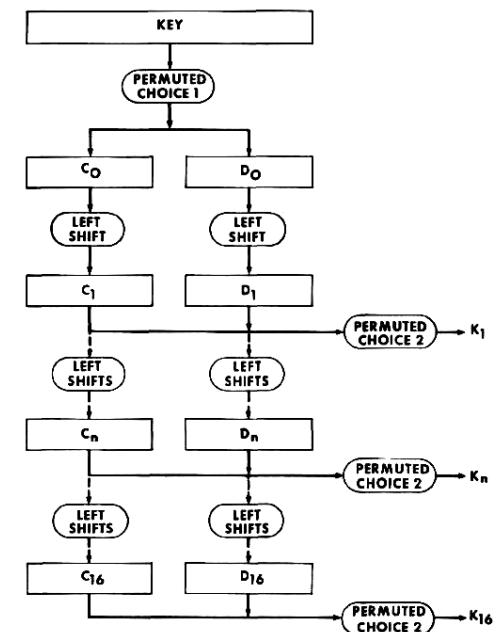 KEY
PERMUTED
CHOICE 1
C0 D0
LEFT
SHIFT
LEFT
SHIFT
C1 D1
PERMUTED
CHOICE 2
K1
LEFT
SHIFTS
LEFT
SHIFTS
Cn Dn
PERMUTED
CHOICE 2
Kn
LEFT
SHIFTS
LEFT
SHIFTS
C16 D16
PERMUTED
CHOICE 2
K16